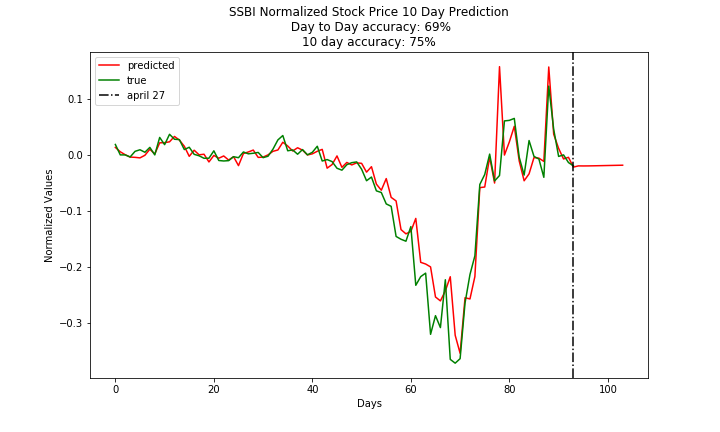 SSBI Normalized Stock Price 10 Day Prediction
Day to Day accuracy: 69%
10 day accuracy: 75%
predicted
true
april 27
Normalized Values
0.1
0.0
−0.1
−0.2
−0.3
0 20 40 60 80 100
Days